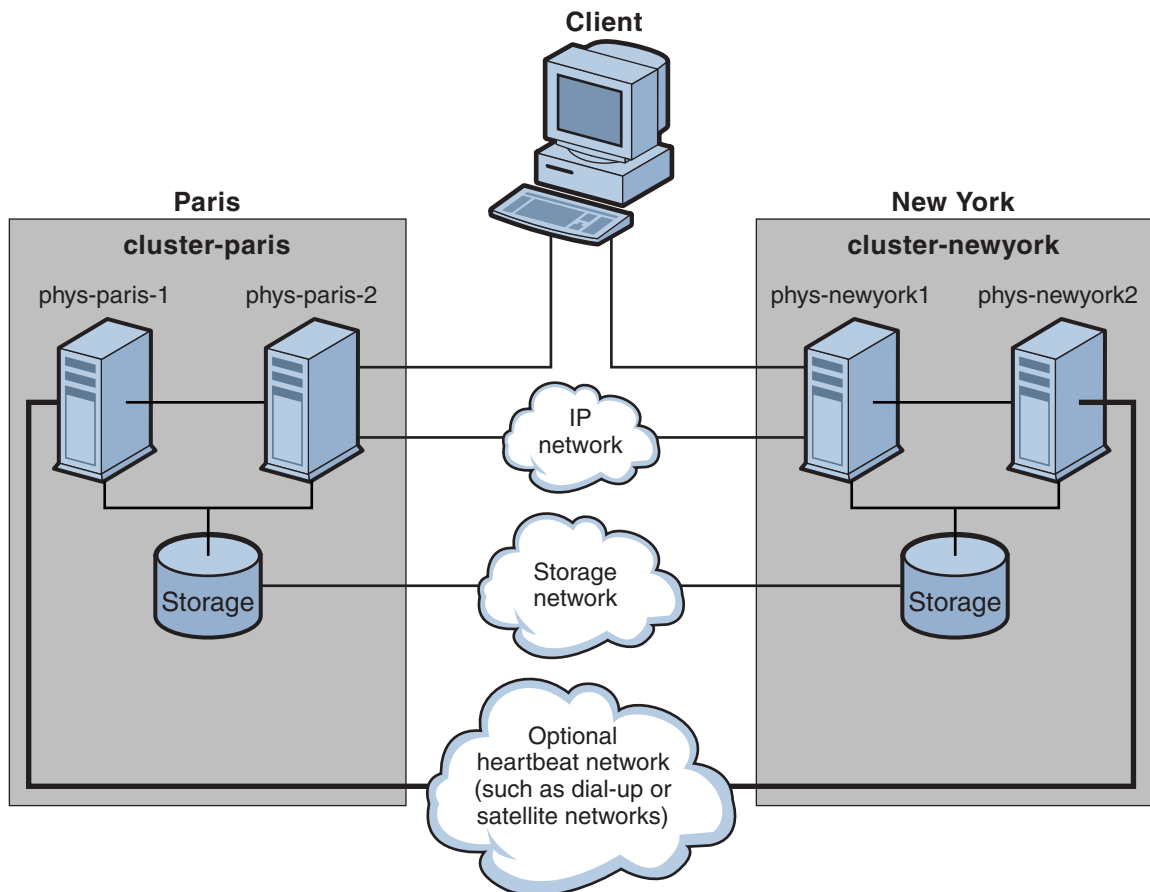 Client
Paris
New York
cluster-paris
cluster-newyork
phys-paris-1
phys-paris-2
phys-newyork1
phys-newyork2
IP
network
Storage
network
Storage
Storage
Optional
heartbeat network
(such as dial-up or
satellite networks)